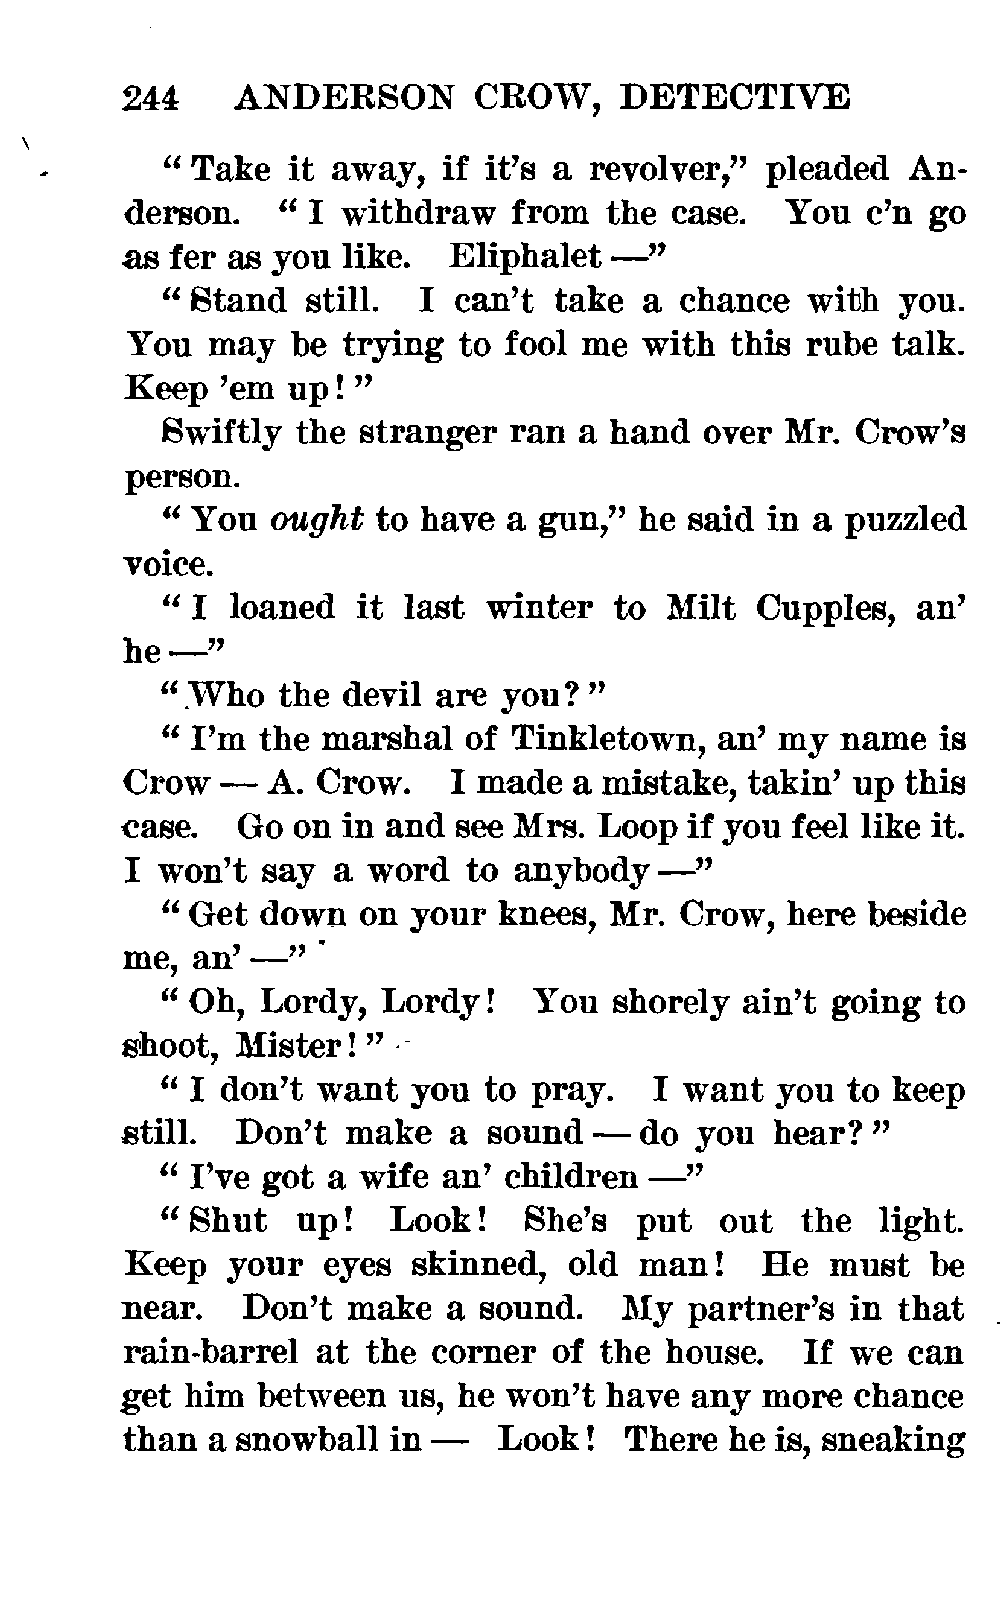 244 ANDERSON CROW, DETECTIVE
“Take it away, if it’s a revolver,” pleaded An-
derson. “I withdraw from the case. You c’n go
as fer as you like. Eliphalet —”
“Stand still. I can’t take a chance with you.
You may be trying to fool me with this rube talk.
Keep ’em up!”
Swiftly the stranger ran a hand over Mr. Crow’s
person.
“You ought to have a gun,” he said in a puzzled
voice.
“I loaned it last winter to Milt Cupples, an’
he —”
“Who the devil are you?”
“I’m the marshal of Tinkletown, an’ my name is
Crow — A. Crow. I made a mistake, takin’ up this
case. Go on in and see Mrs. Loop if you feel like it.
I won’t say a word to anybody —”
“Get down on your knees, Mr. Crow, here beside
me, an’ —”
“Oh, Lordy, Lordy! You shorely ain’t going to
shoot, Mister!”
“I don’t want you to pray. I want you to keep
still. Don’t make a sound — do you hear?”
“I’ve got a wife an’ children —”
“Shut up! Look! She’s put out the light.
Keep your eyes skinned, old man! He must be
near. Don’t make a sound. My partner’s in that
rain-barrel at the corner of the house. If we can
get him between us, he won’t have any more chance
than a snowball in — Look! There he is, sneaking